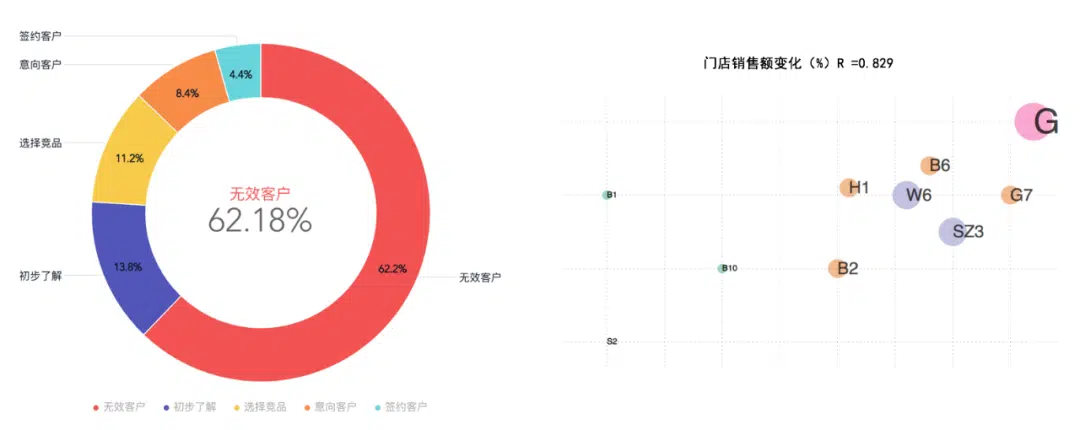 签约客户
意向客户
选择竞品
初步了解
无效客户
4.4%
8.4%
11.2%
13.8%
62.2%
无效客户
62.18%
无效客户
初步了解
选择竞品
意向客户
签约客户
门店销售额变化（%）R =0.829
G
B6
H1
W6
G7
B1
SZ3
B10
B2
S2